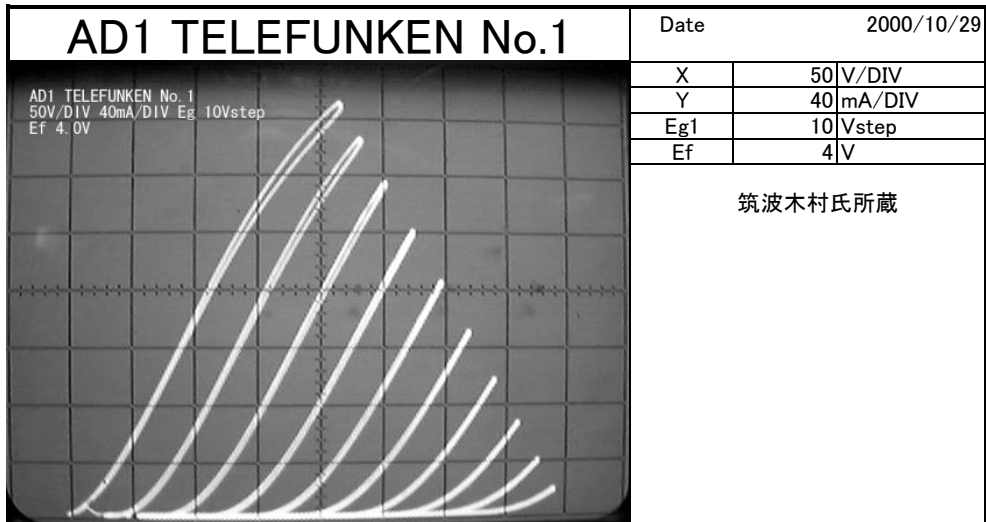 AD1 TELEFUNKEN No.1
Date 2000/10/29
AD1 TELEFUNKEN No.1
50V/DIV 40mA/DIV Eg 10Vstep
Ef 4.0V
X 50 V/DIV
Y 40 mA/DIV
Eg1 10 Vstep
Ef 4 V
筑波木村氏所蔵